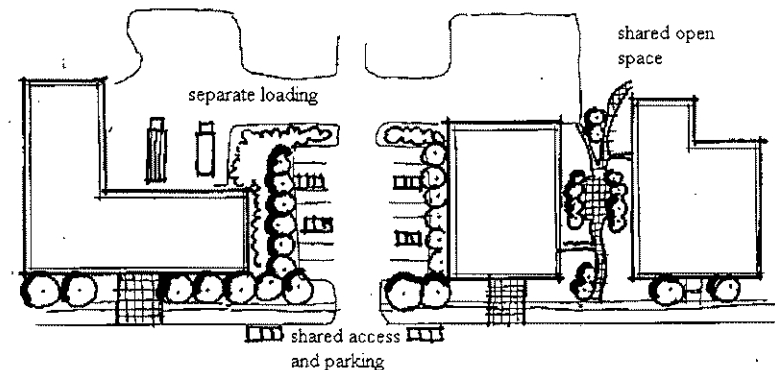 shared open
space
separate loading
shared access
and parking